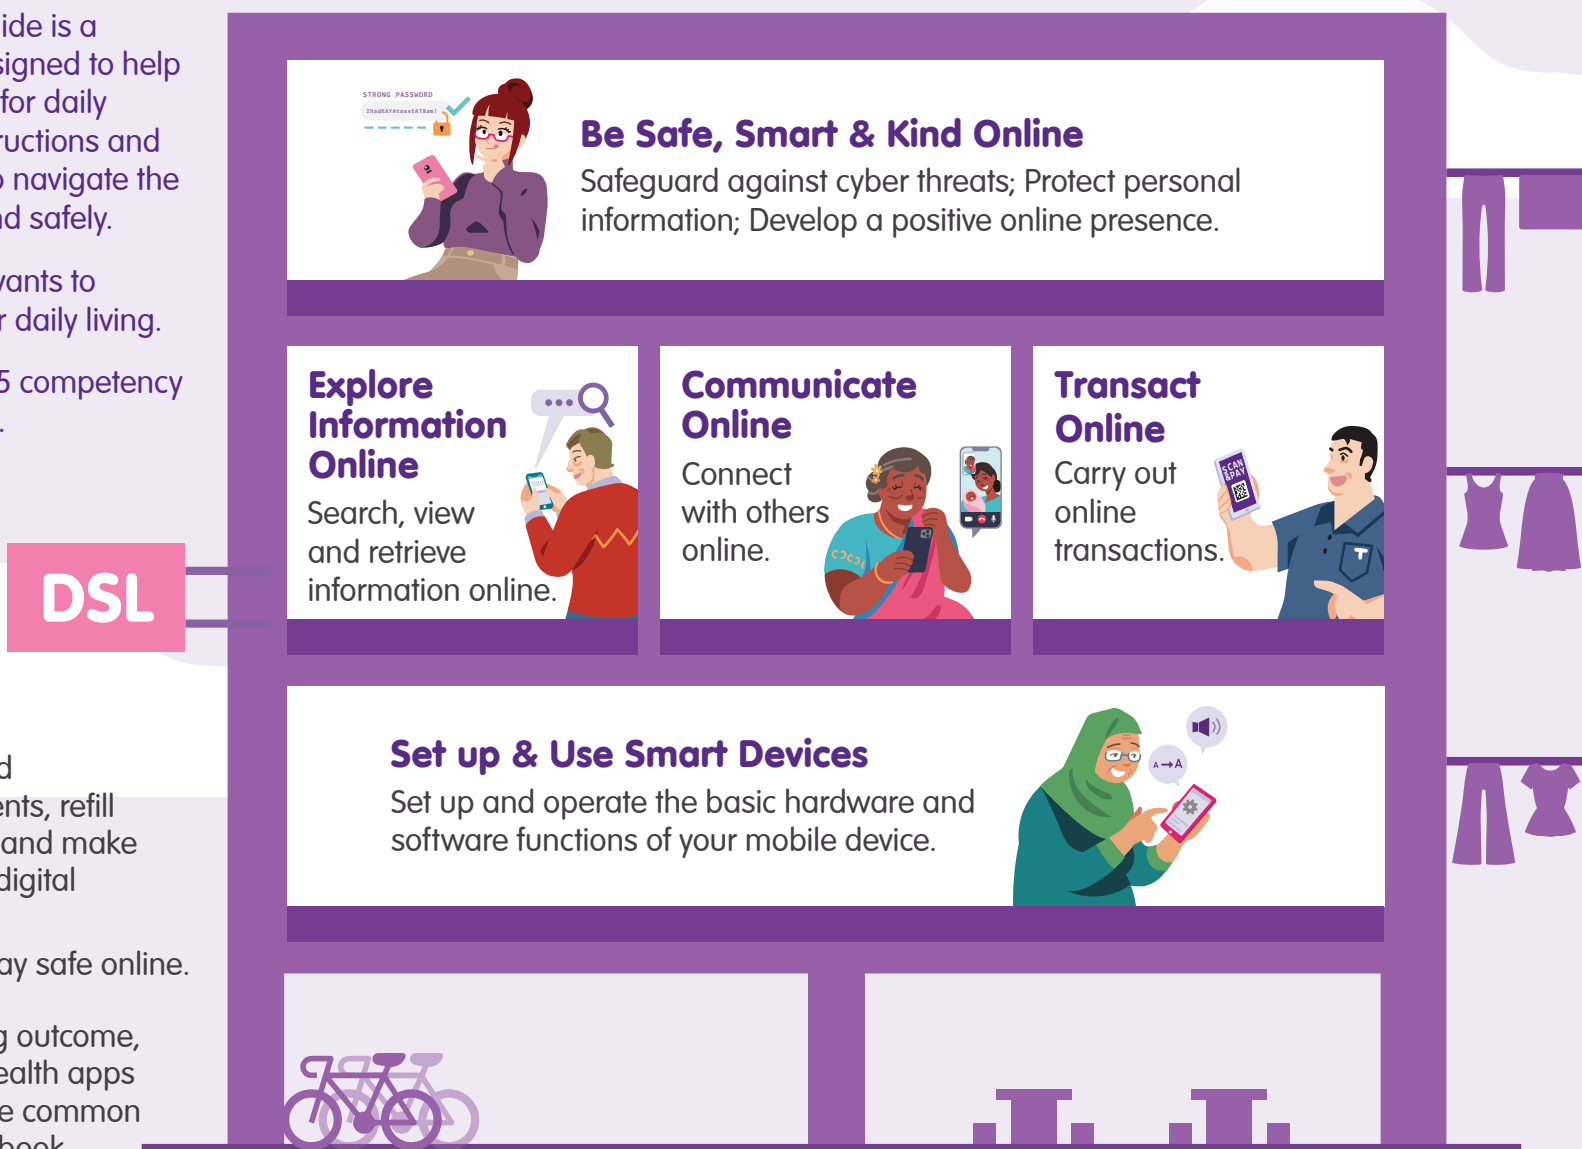 ide is a
signed to help
for daily
ructions and
o navigate the
nd safely.
vants to
r daily living.
5 competency
.
DSL
d
ents, refill
and make
digital
ay safe online.
g outcome,
ealth apps
e common
book
STRONG PASSWORD
IhadKAYAtoastAT8am!
Be Safe, Smart & Kind Online
Safeguard against cyber threats; Protect personal
information; Develop a positive online presence.
Explore
Information
Online
Search, view
and retrieve
information online.
Communicate
Online
Connect
with others
online.
Transact
Online
Carry out
online
transactions.
SCAN
&PAY
T
Set up & Use Smart Devices
Set up and operate the basic hardware and
software functions of your mobile device.
A→A